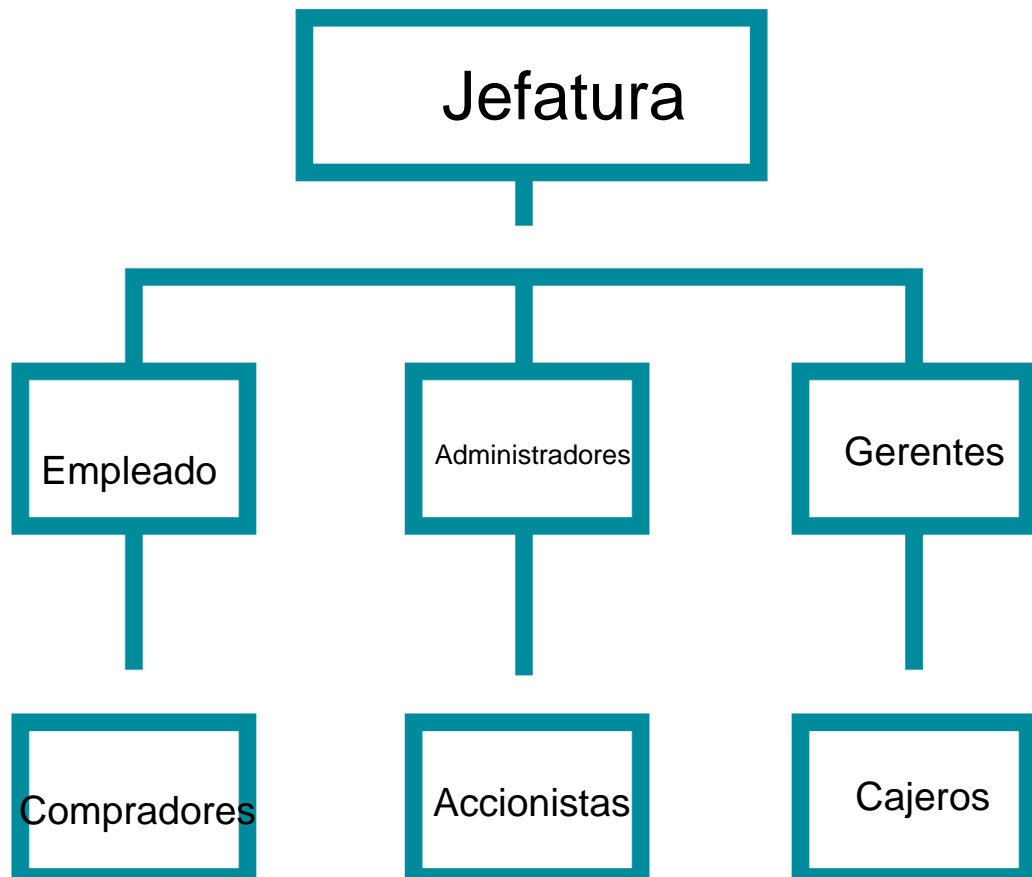 Jefatura
Empleado
Administradores
Gerentes
Compradores
Accionistas
Cajeros